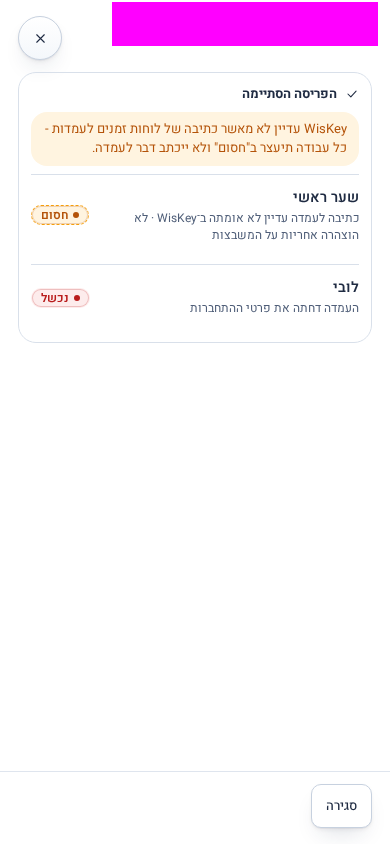 הפריסה הסתיימה
WisKey עדיין לא מאשר כתיבה של לוחות זמנים לעמדות -
כל עבודה תיעצר ב"חסום" ולא ייכתב דבר לעמדה.
שער ראשי
כתיבה לעמדה עדיין לא אומתה ב־WisKey · לא
הוצהרה אחריות על המשבצות
חסום
לובי
העמדה דחתה את פרטי ההתחברות
נכשל
סגירה